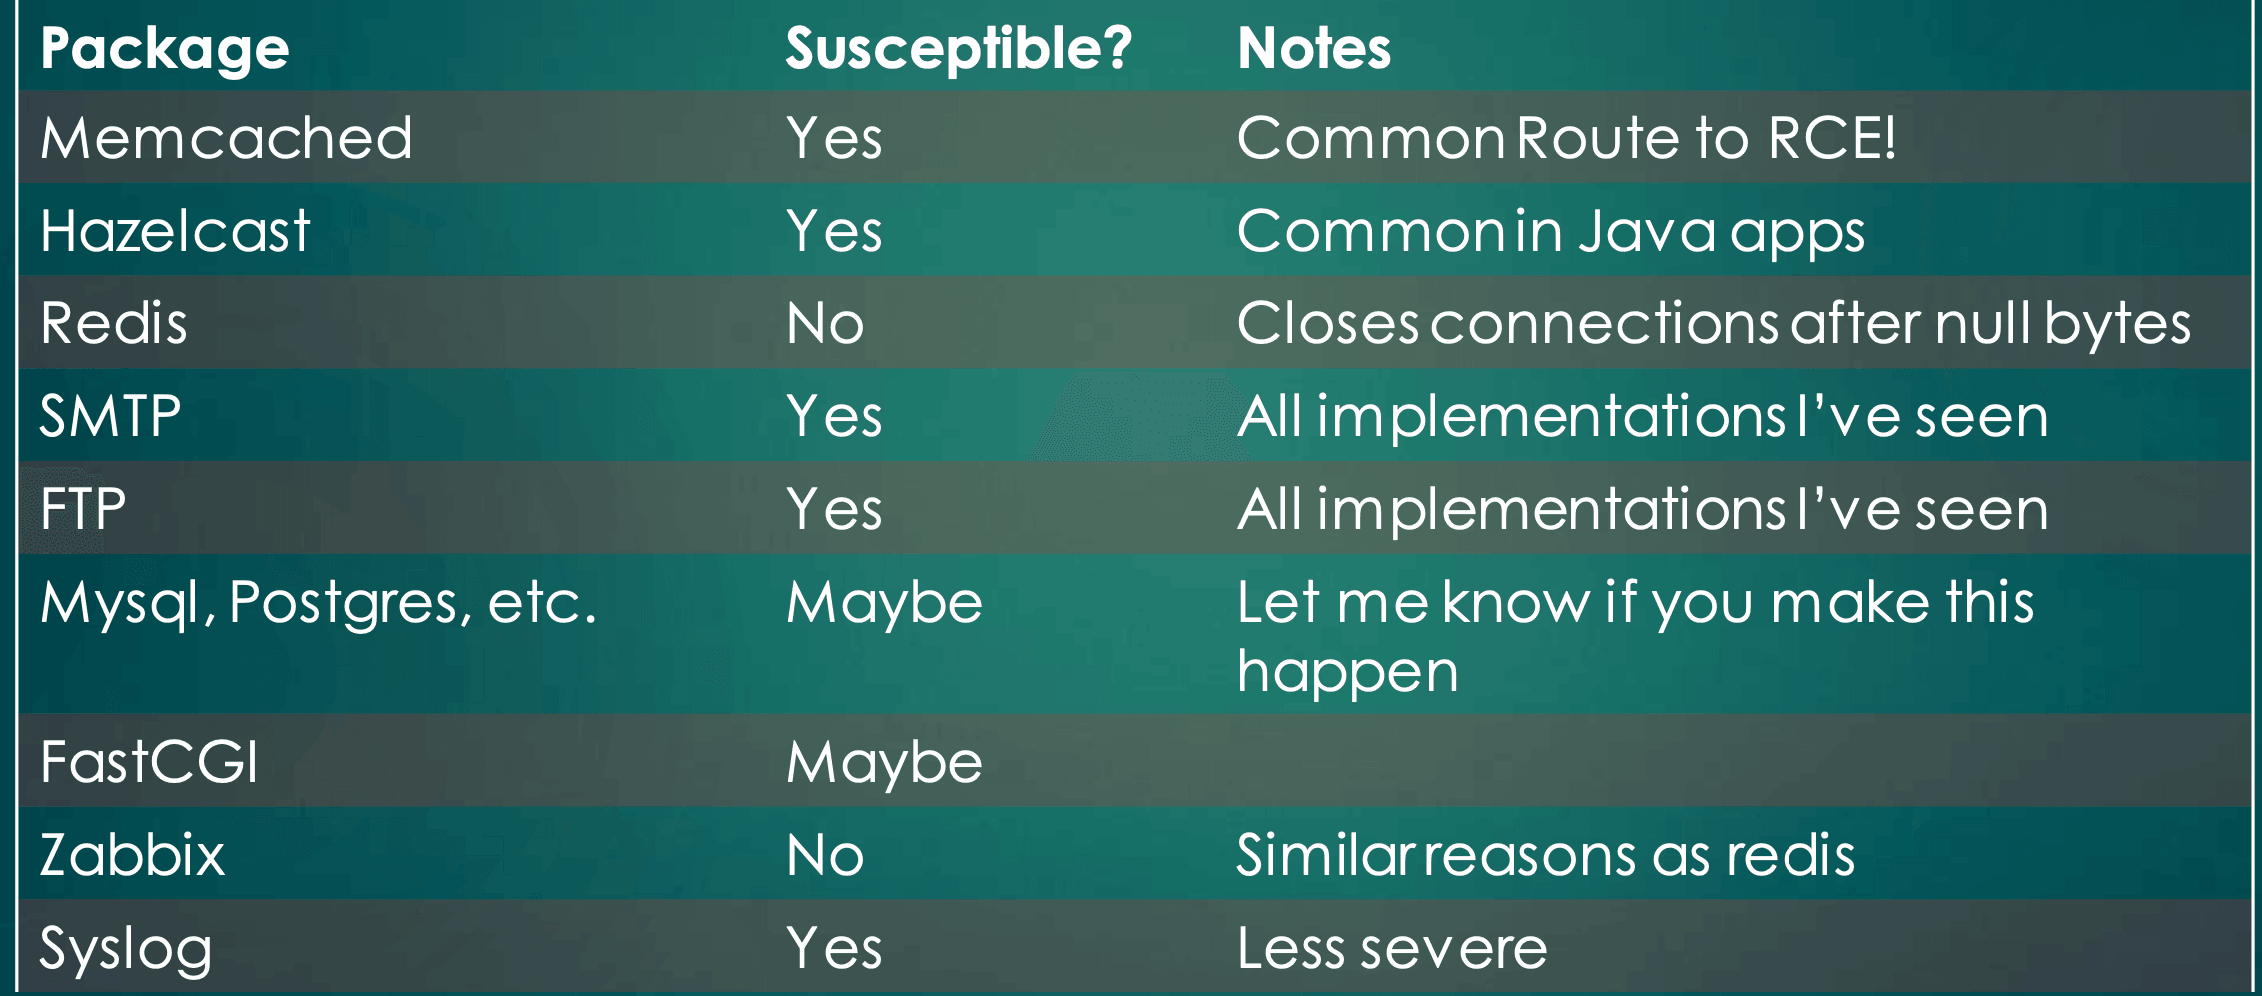 Package Susceptible? Notes
Memcached Yes Common Route to RCE!
Hazelcast Yes Common in Java apps
Redis No Closes connections after null bytes
SMTP Yes All implementations I’ve seen
FTP Yes All implementations I’ve seen
Mysql, Postgres, etc. Maybe Let me know if you make this
happen
FastCGI Maybe
Zabbix No Similar reasons as redis
Syslog Yes Less severe